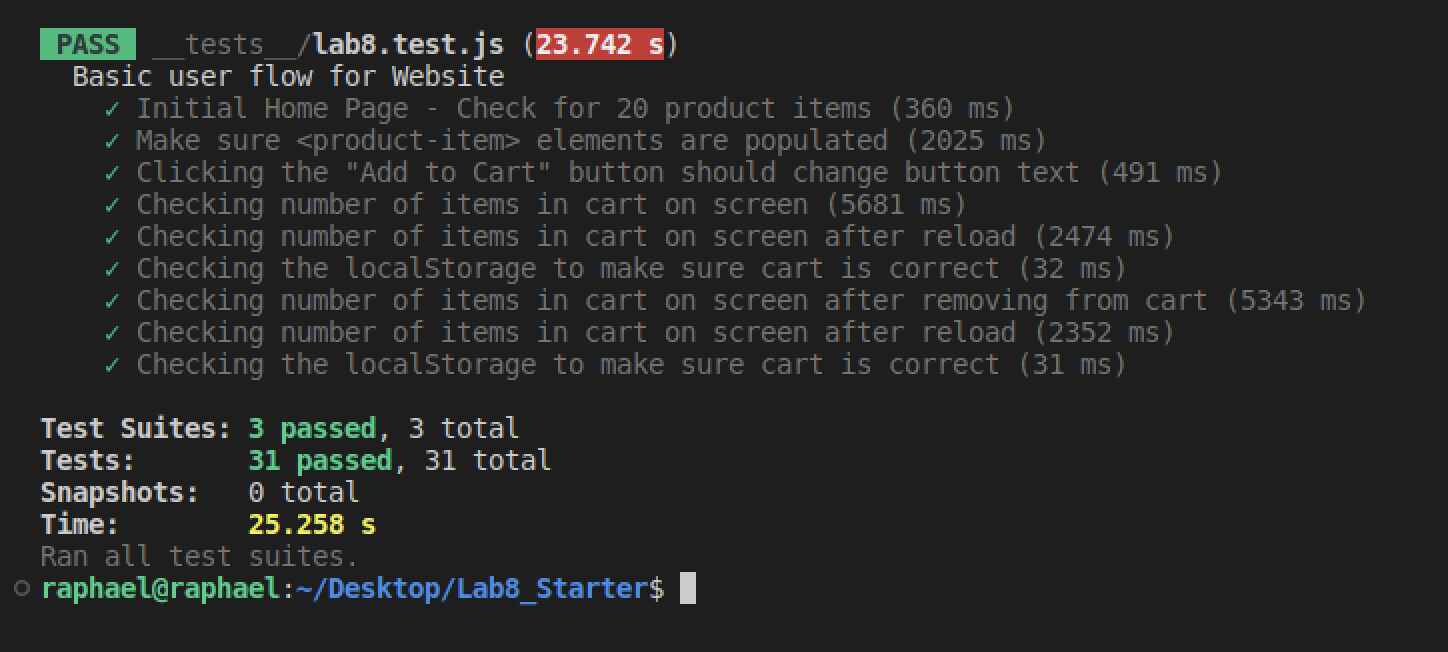 PASS __tests__/lab8.test.js (23.742 s)
Basic user flow for Website
✓ Initial Home Page - Check for 20 product items (360 ms)
✓ Make sure <product-item> elements are populated (2025 ms)
✓ Clicking the "Add to Cart" button should change button text (491 ms)
✓ Checking number of items in cart on screen (5681 ms)
✓ Checking number of items in cart on screen after reload (2474 ms)
✓ Checking the localStorage to make sure cart is correct (32 ms)
✓ Checking number of items in cart on screen after removing from cart (5343 ms)
✓ Checking number of items in cart on screen after reload (2352 ms)
✓ Checking the localStorage to make sure cart is correct (31 ms)
Test Suites: 3 passed, 3 total
Tests: 31 passed, 31 total
Snapshots: 0 total
Time: 25.258 s
Ran all test suites.
raphael@raphael:~/Desktop/Lab8_Starter$